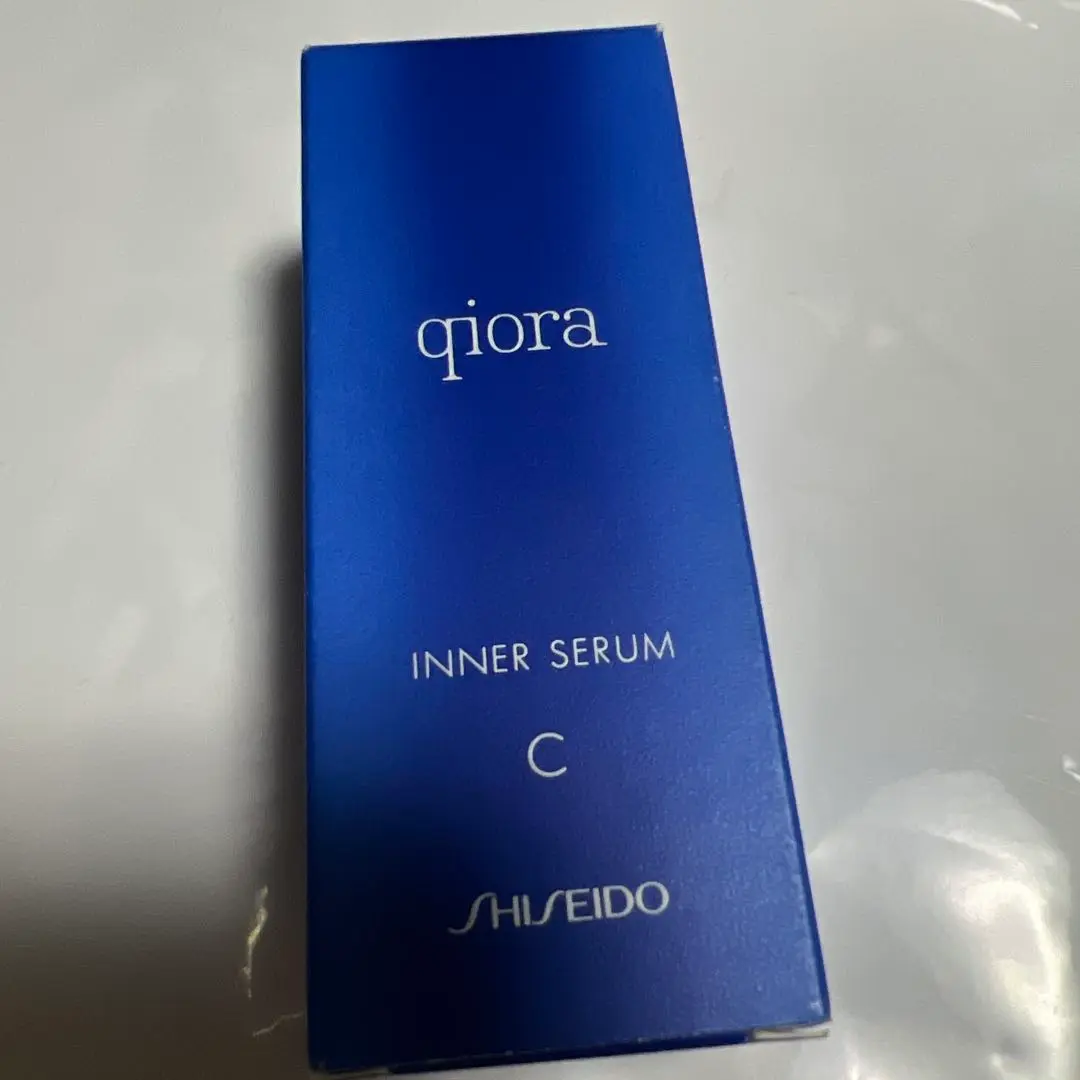 qiora
INNER SERUM
C
SHISEIDO